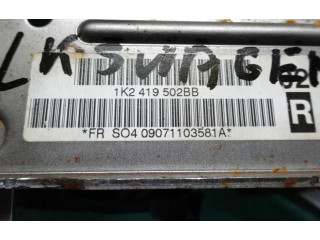 LKSWAGEN
02
1K2 419 502BB
R
*FR SO4 09071103581A*